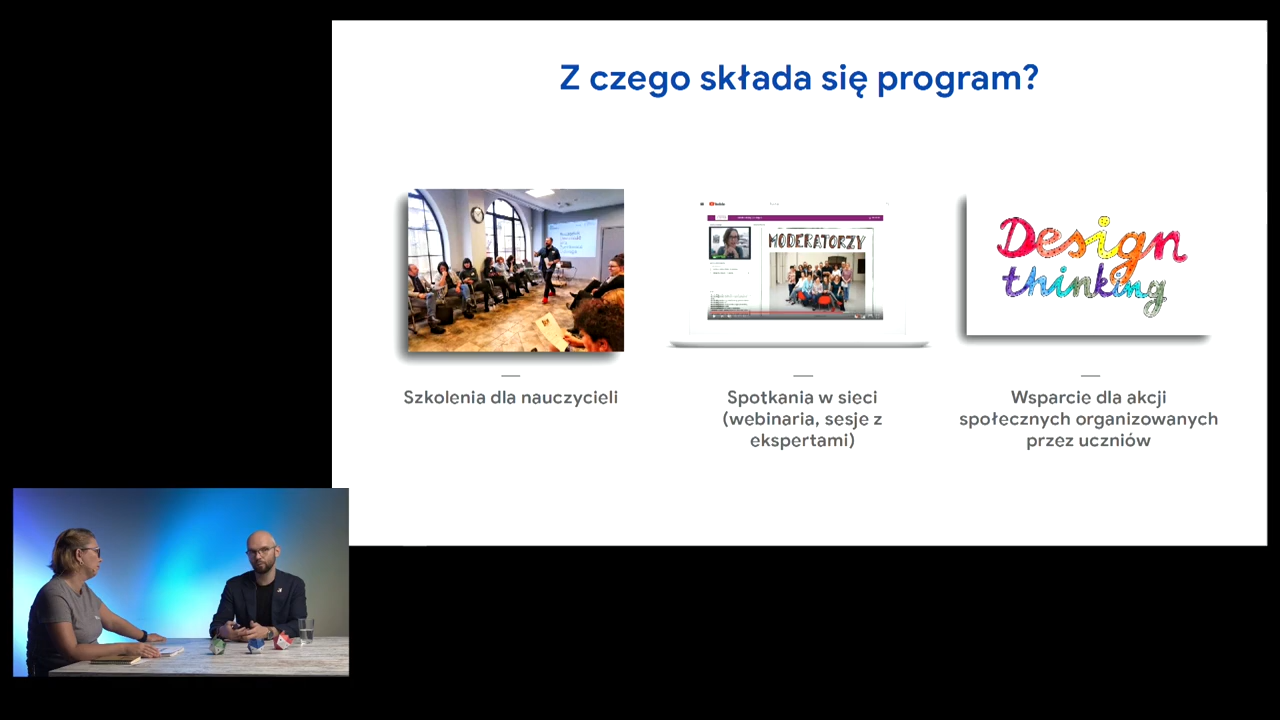 Z czego składa się program?
MODERATORZY
Design
thinking
Szkolenia dla nauczycieli
Spotkania w sieci
(webinaria, sesje z
ekspertami)
Wsparcie dla akcji
społecznych organizowanych
przez uczniów